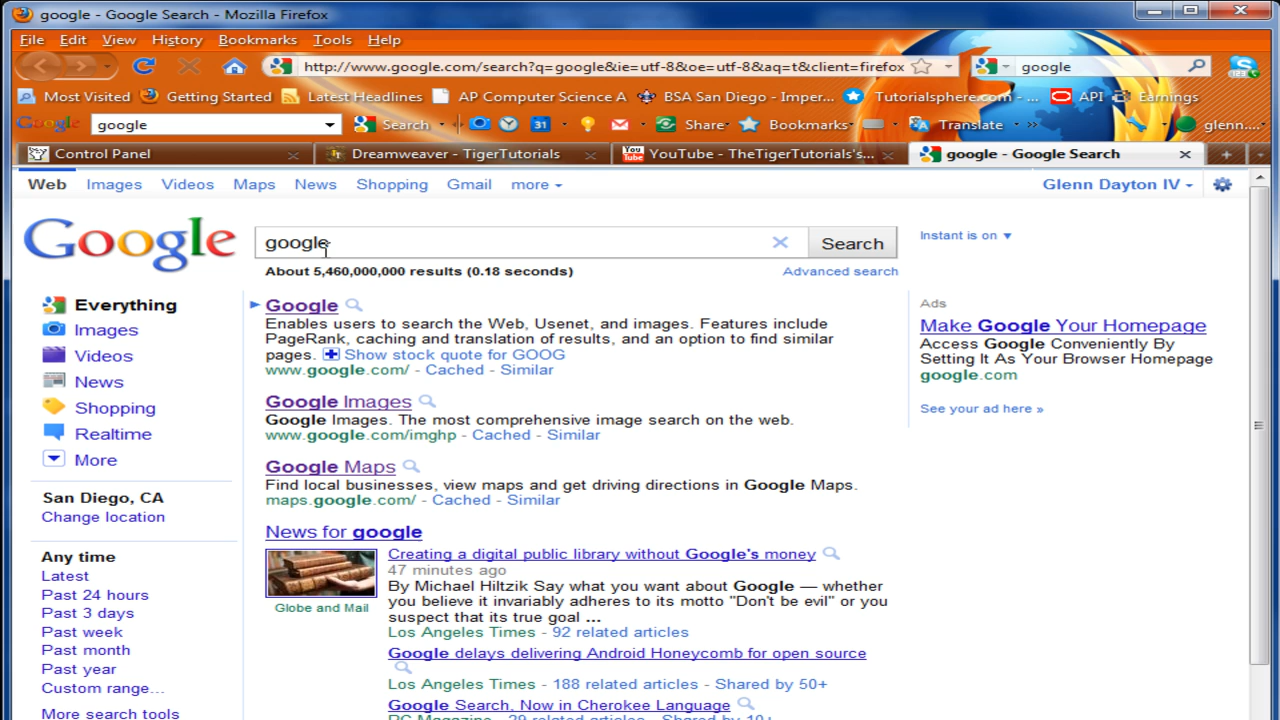 google - Google Search - Mozilla Firefox
File Edit View History Bookmarks Tools Help
http://www.google.com/search?q=google&ie=utf-8&oe=utf-8&aq=t&client=firefox
google
Most Visited Getting Started Latest Headlines AP Computer Science A BSA San Diego - Imper... Tutorialsphere.com - ... API Earnings
Google google Search 31 Share Bookmarks Translate » glenn....
Control Panel Dreamweaver - TigerTutorials YouTube - TheTigerTutorials's... google - Google Search
Web Images Videos Maps News Shopping Gmail more
Glenn Dayton IV
Google
google
Search
Instant is on
About 5,460,000,000 results (0.18 seconds)
Advanced search
Everything
Images
Videos
News
Shopping
Realtime
More
San Diego, CA
Change location
Any time
Latest
Past 24 hours
Past 3 days
Past week
Past month
Past year
Custom range...
More search tools
Google
Enables users to search the Web, Usenet, and images. Features include
PageRank, caching and translation of results, and an option to find similar
pages. Show stock quote for GOOG
www.google.com/ - Cached - Similar
Google Images
Google Images. The most comprehensive image search on the web.
www.google.com/imghp - Cached - Similar
Google Maps
Find local businesses, view maps and get driving directions in Google Maps.
maps.google.com/ - Cached - Similar
News for google
Globe and Mail
Creating a digital public library without Google's money
47 minutes ago
By Michael Hiltzik Say what you want about Google — whether
you believe it invariably adheres to its motto "Don't be evil" or you
suspect that its true goal ...
Los Angeles Times - 92 related articles
Google delays delivering Android Honeycomb for open source
Los Angeles Times - 188 related articles - Shared by 50+
Google Search, Now in Cherokee Language
PC Magazine - 29 related articles - Shared by 10+
Ads
Make Google Your Homepage
Access Google Conveniently By
Setting It As Your Browser Homepage
google.com
See your ad here »